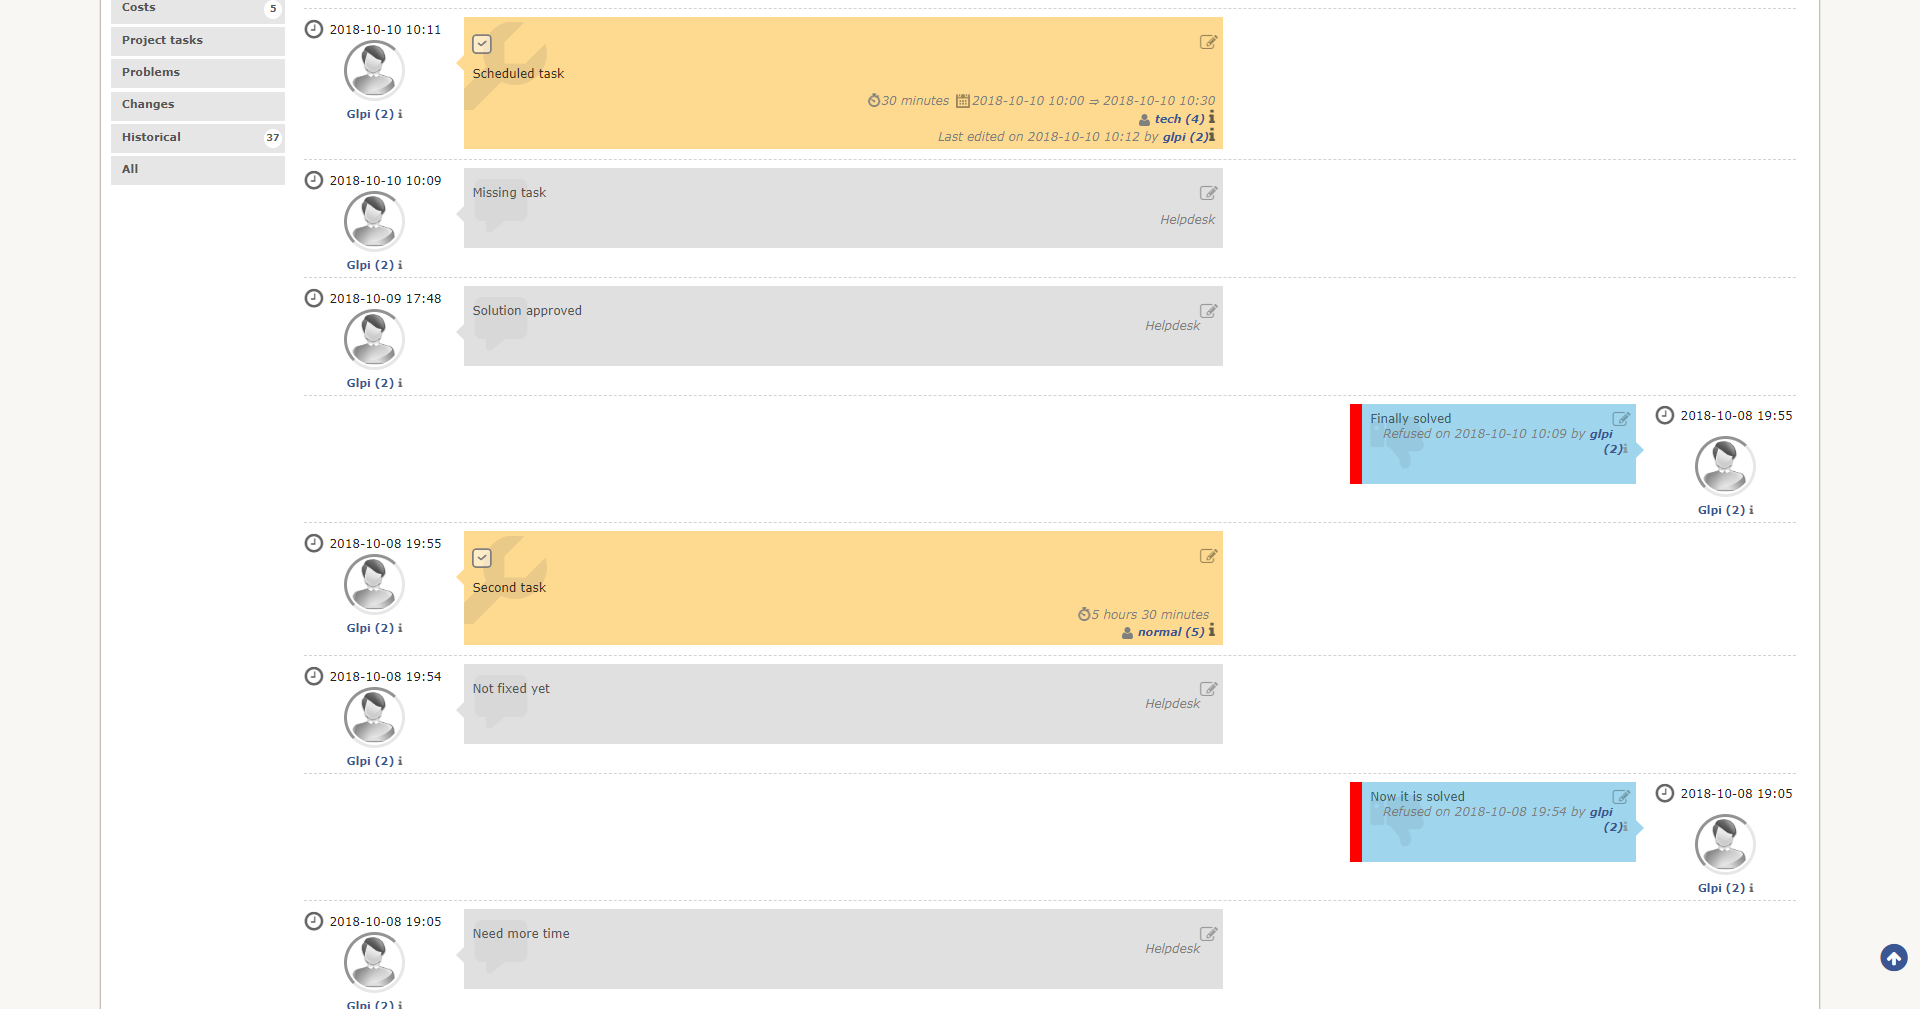 Costs 5
Project tasks
Problems
Changes
Historical 37
All
2018-10-10 10:11
Glpi (2)
Scheduled task
30 minutes 2018-10-10 10:00 ⇒ 2018-10-10 10:30
tech (4)
Last edited on 2018-10-10 10:12 by glpi (2)
2018-10-10 10:09
Glpi (2)
Missing task
Helpdesk
2018-10-09 17:48
Glpi (2)
Solution approved
Helpdesk
Finally solved
Refused on 2018-10-10 10:09 by glpi
(2)
2018-10-08 19:55
Glpi (2)
2018-10-08 19:55
Glpi (2)
Second task
5 hours 30 minutes
normal (5)
2018-10-08 19:54
Glpi (2)
Not fixed yet
Helpdesk
Now it is solved
Refused on 2018-10-08 19:54 by glpi
(2)
2018-10-08 19:05
Glpi (2)
2018-10-08 19:05
Glpi (2)
Need more time
Helpdesk